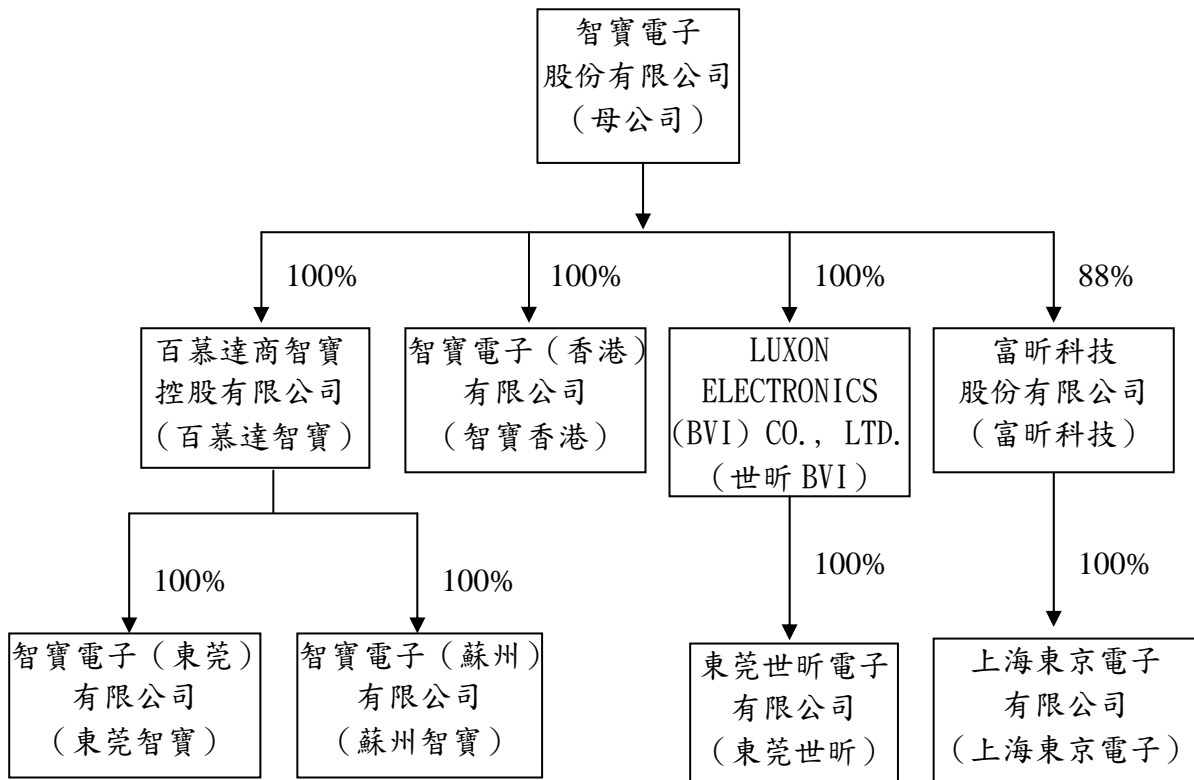 智寶電子
股份有限公司
（母公司）
100%
100%
100%
88%
百慕達商智寶
控股有限公司
（百慕達智寶）
智寶電子（香港）
有限公司
（智寶香港）
LUXON
ELECTRONICS
(BVI) CO., LTD.
（世昕 BVI）
富昕科技
股份有限公司
（富昕科技）
100%
100%
100%
100%
智寶電子（東莞）
有限公司
（東莞智寶）
智寶電子（蘇州）
有限公司
（蘇州智寶）
東莞世昕電子
有限公司
（東莞世昕）
上海東京電子
有限公司
（上海東京電子）